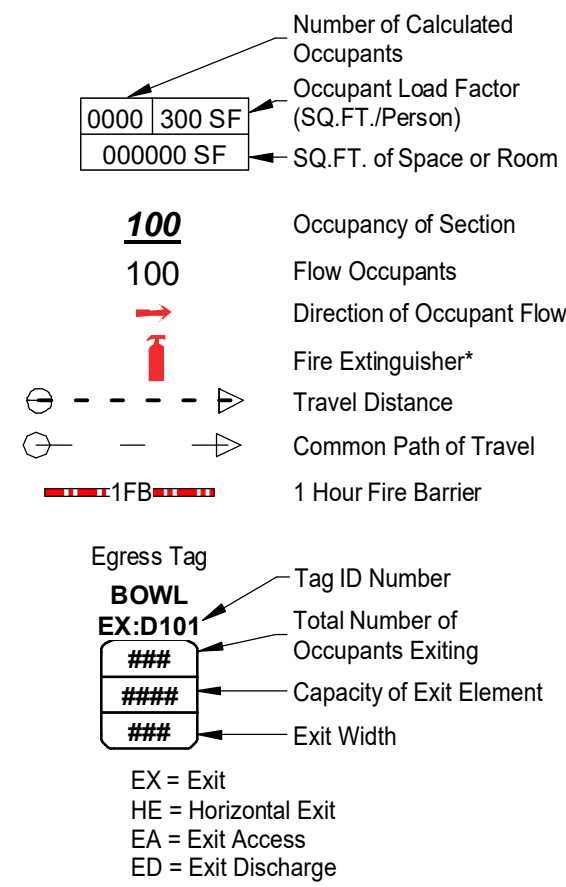 Number of Calculated
Occupants
Occupant Load Factor
(SQ.FT./Person)
0000 300 SF
000000 SF
SQ.FT. of Space or Room
100 Occupancy of Section
100 Flow Occupants
Direction of Occupant Flow
Fire Extinguisher*
Travel Distance
Common Path of Travel
1FB 1 Hour Fire Barrier
Egress Tag
BOWL
EX:D101
Tag ID Number
###
Total Number of
Occupants Exiting
####
Capacity of Exit Element
###
Exit Width
EX = Exit
HE = Horizontal Exit
EA = Exit Access
ED = Exit Discharge